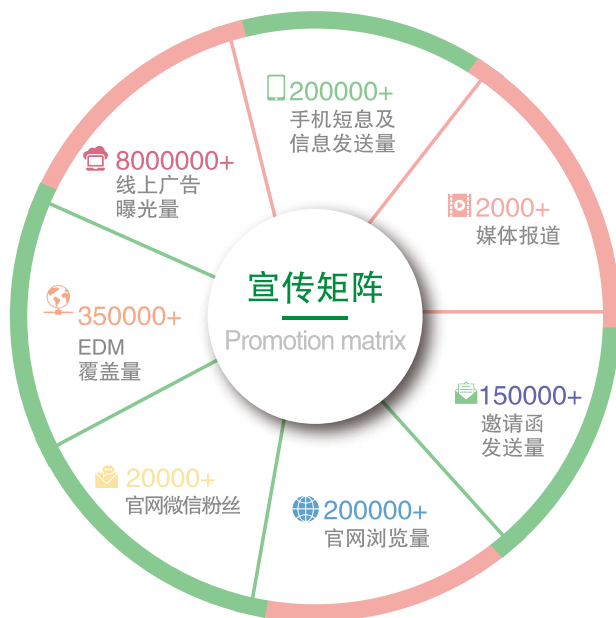 200000+
手机短息及
信息发送量
8000000+
线上广告
曝光量
2000+
媒体报道
宣传矩阵
Promotion matrix
350000+
EDM
覆盖量
150000+
邀请函
发送量
20000+
官网微信粉丝
200000+
官网浏览量